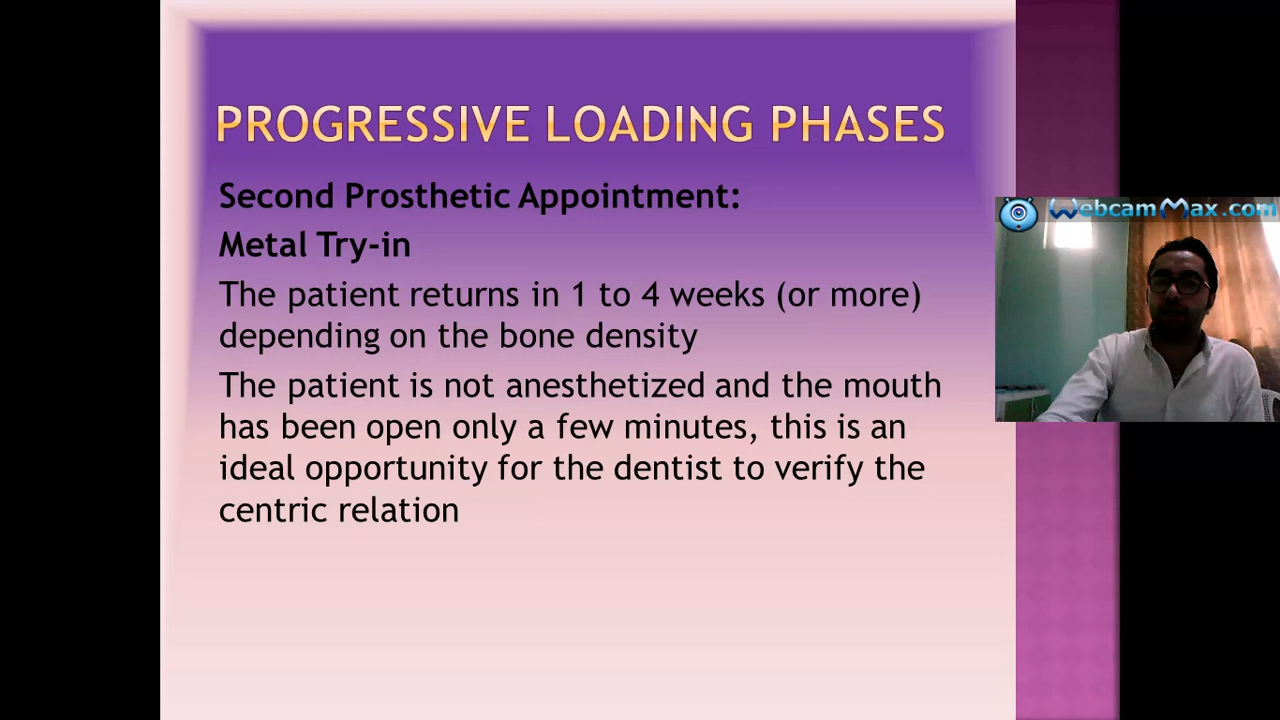 PROGRESSIVE LOADING PHASES
Second Prosthetic Appointment:
Metal Try-in
The patient returns in 1 to 4 weeks (or more)
depending on the bone density
The patient is not anesthetized and the mouth
has been open only a few minutes, this is an
ideal opportunity for the dentist to verify the
centric relation
WebcamMax.com